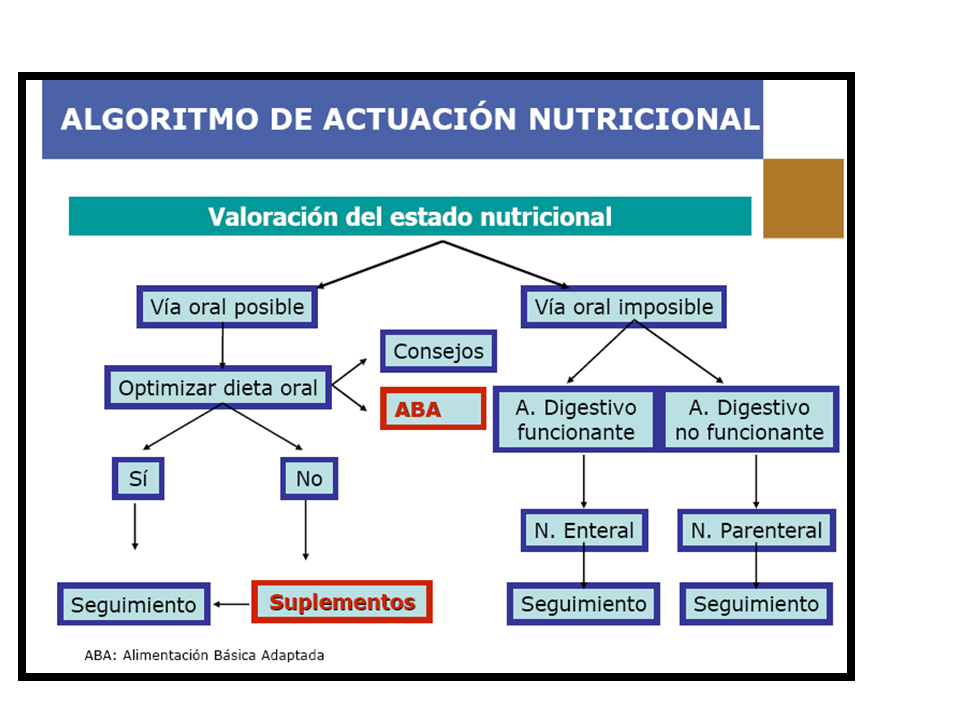 ALGORITMO DE ACTUACIÓN NUTRICIONAL
Valoración del estado nutricional
Vía oral posible
Vía oral imposible
Consejos
Optimizar dieta oral
ABA
A. Digestivo
funcionante
A. Digestivo
no funcionante
Sí
No
N. Enteral
N. Parenteral
Seguimiento
Suplementos
Seguimiento
Seguimiento
ABA: Alimentación Básica Adaptada